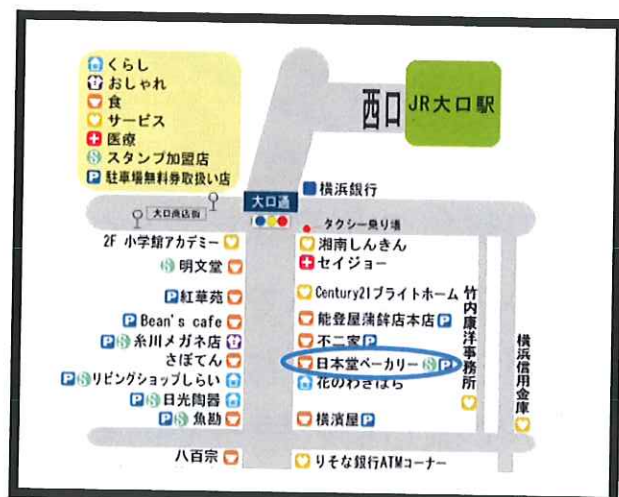 くらし
おしゃれ
食
サービス
医療
Ⓢ スタンプ加盟店
P 駐車場無料券取扱い店
西口
JR大口駅
横浜銀行
大口通
大口商店街
タクシー乗り場
2F 小学館アカデミー
湘南しんきん
Ⓢ 明文堂
セイジョー
P 紅華苑
Century21ブライトホーム
竹内康洋事務所
P Bean's cafe
能登屋蒲鉾店本店 P
P Ⓢ 糸川メガネ店
不二家 P
横浜信用金庫
さぼてん
日本堂ベーカリー Ⓢ P
P Ⓢ リビングショップしらい
花のわきばら
P Ⓢ 日光陶器
P Ⓢ 魚勘
横濱屋 P
八百宗
りそな銀行ATMコーナー